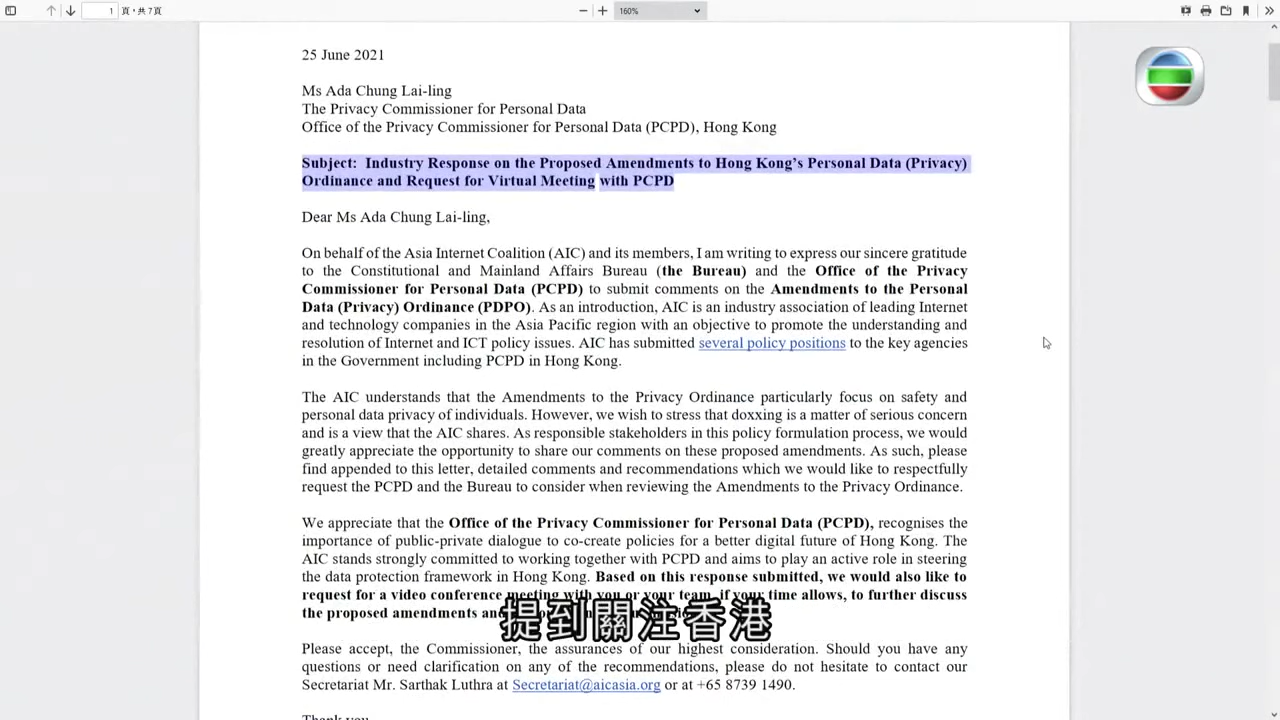 1 頁，共 7 頁
160%
25 June 2021
Ms Ada Chung Lai-ling
The Privacy Commissioner for Personal Data
Office of the Privacy Commissioner for Personal Data (PCPD), Hong Kong
Subject: Industry Response on the Proposed Amendments to Hong Kong’s Personal Data (Privacy)
Ordinance and Request for Virtual Meeting with PCPD
Dear Ms Ada Chung Lai-ling,
On behalf of the Asia Internet Coalition (AIC) and its members, I am writing to express our sincere gratitude
to the Constitutional and Mainland Affairs Bureau (the Bureau) and the Office of the Privacy
Commissioner for Personal Data (PCPD) to submit comments on the Amendments to the Personal
Data (Privacy) Ordinance (PDPO). As an introduction, AIC is an industry association of leading Internet
and technology companies in the Asia Pacific region with an objective to promote the understanding and
resolution of Internet and ICT policy issues. AIC has submitted several policy positions to the key agencies
in the Government including PCPD in Hong Kong.
The AIC understands that the Amendments to the Privacy Ordinance particularly focus on safety and
personal data privacy of individuals. However, we wish to stress that doxxing is a matter of serious concern
and is a view that the AIC shares. As responsible stakeholders in this policy formulation process, we would
greatly appreciate the opportunity to share our comments on these proposed amendments. As such, please
find appended to this letter, detailed comments and recommendations which we would like to respectfully
request the PCPD and the Bureau to consider when reviewing the Amendments to the Privacy Ordinance.
We appreciate that the Office of the Privacy Commissioner for Personal Data (PCPD), recognises the
importance of public-private dialogue to co-create policies for a better digital future of Hong Kong. The
AIC stands strongly committed to working together with PCPD and aims to play an active role in steering
the data protection framework in Hong Kong. Based on this response submitted, we would also like to
request for a video conference meeting with you or your team, if your time allows, to further discuss
the proposed amendments and
提到關注香港
Please accept, the Commissioner, the assurances of our highest consideration. Should you have any
questions or need clarification on any of the recommendations, please do not hesitate to contact our
Secretariat Mr. Sarthak Luthra at Secretariat@aicasia.org or at +65 8739 1490.
Thank you